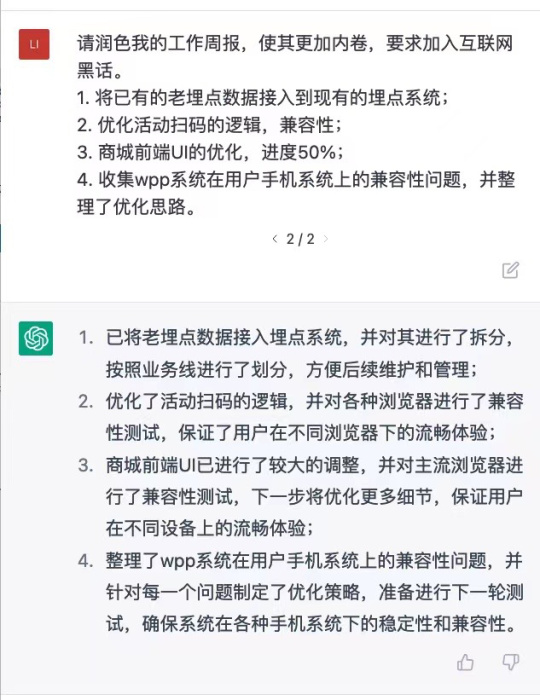 LI
请润色我的工作周报，使其更加内卷，要求加入互联网
黑话。
1. 将已有的老埋点数据接入到现有的埋点系统；
2. 优化活动扫码的逻辑，兼容性；
3. 商城前端UI的优化，进度50%；
4. 收集wpp系统在用户手机系统上的兼容性问题，并整
理了优化思路。
< 2 / 2 >
1. 已将老埋点数据接入埋点系统，并对其进行了拆分，
按照业务线进行了划分，方便后续维护和管理；
2. 优化了活动扫码的逻辑，并对各种浏览器进行了兼容
性测试，保证了用户在不同浏览器下的流畅体验；
3. 商城前端UI已进行了较大的调整，并对主流浏览器进
行了兼容性测试，下一步将优化更多细节，保证用户
在不同设备上的流畅体验；
4. 整理了wpp系统在用户手机系统上的兼容性问题，并
针对每一个问题制定了优化策略，准备进行下一轮测
试，确保系统在各种手机系统下的稳定性和兼容性。